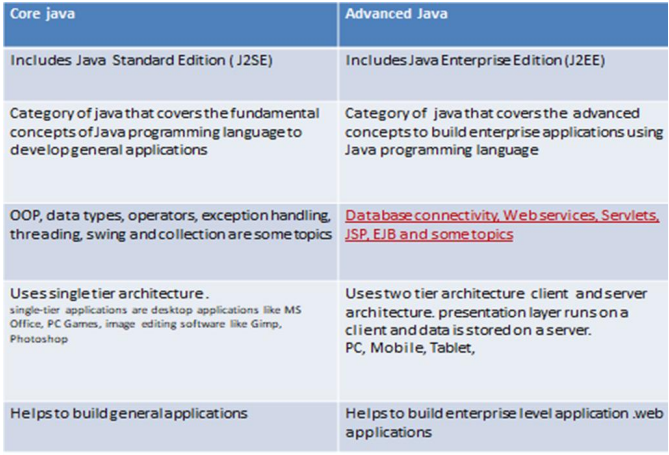 Core java
Advanced Java
Includes Java Standard Edition ( J2SE)
Includes Java Enterprise Edition (J2EE)
Category of java that covers the fundamental
concepts of Java programming language to
develop general applications
Category of java that covers the advanced
concepts to build enterprise applications using
Java programming language
OOP, data types, operators, exception handling,
threading, swing and collection are some topics
Database connectivity, Web services, Servlets,
JSP, EJB and some topics
Uses single tier architecture .
single-tier applications are desktop applications like MS
Office, PC Games, image editing software like Gimp,
Photoshop
Uses two tier architecture client and server
architecture. presentation layer runs on a
client and data is stored on a server.
PC, Mobile, Tablet,
Helps to build general applications
Helps to build enterprise level application .web
applications